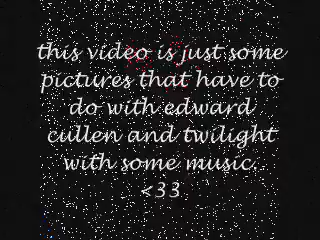 this video is just some
pictures that have to
do with edward
cullen and twilight
with some music.
<33